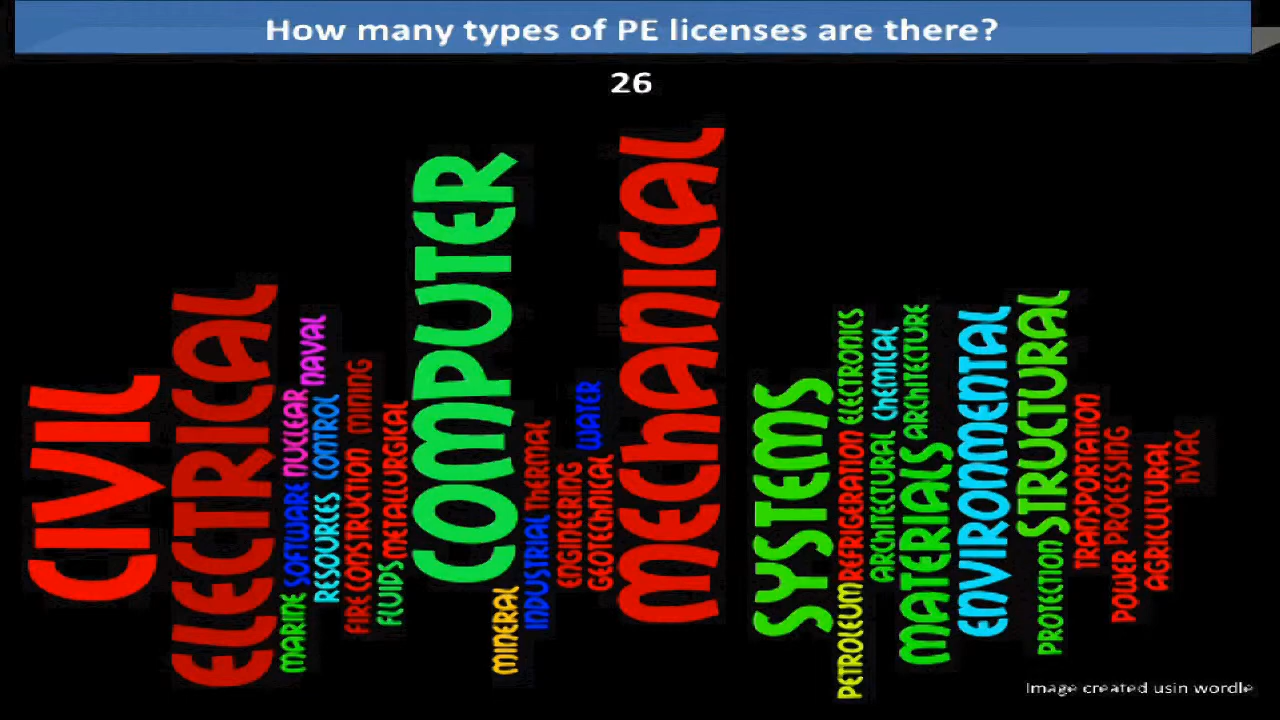 How many types of PE licenses are there?
26
CIVIL
ELECTRICAL
MARINE SOFTWARE NUCLEAR NAVAL
RESOURCES CONTROL
FIRE CONSTRUCTION MINING
FLUIDS METALLURGICAL
COMPUTER
MINERAL
INDUSTRIAL THERMAL
ENGINEERING
WATER
GEOTECHNICAL
MEChANICAL
SYSTEMS
PETROLEUM REFRIGERATION ELECTRONICS
ARChITECTURAL ChEMICAL
MATERIALS ARChITECTURE
ENVIRONMENTAL
STRUCTURAL
PROTECTION
TRANSPORTATION
POWER PROCESSING
AGRICULTURAL
hVAC
Image created usin wordle